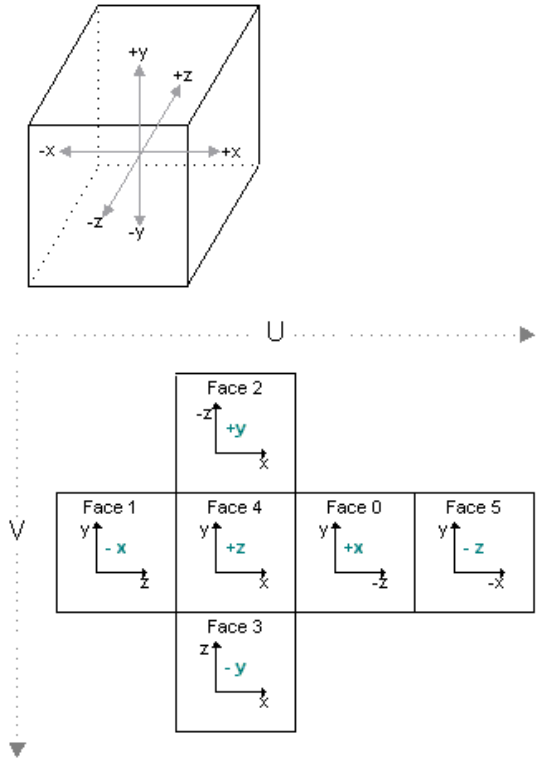 +y
+z
-x
+x
-z
-y
U
V
Face 2
-z
+y
x
Face 1
y
- x
z
Face 4
y
+z
x
Face 0
y
+x
-z
Face 5
y
- z
-x
Face 3
z
- y
x